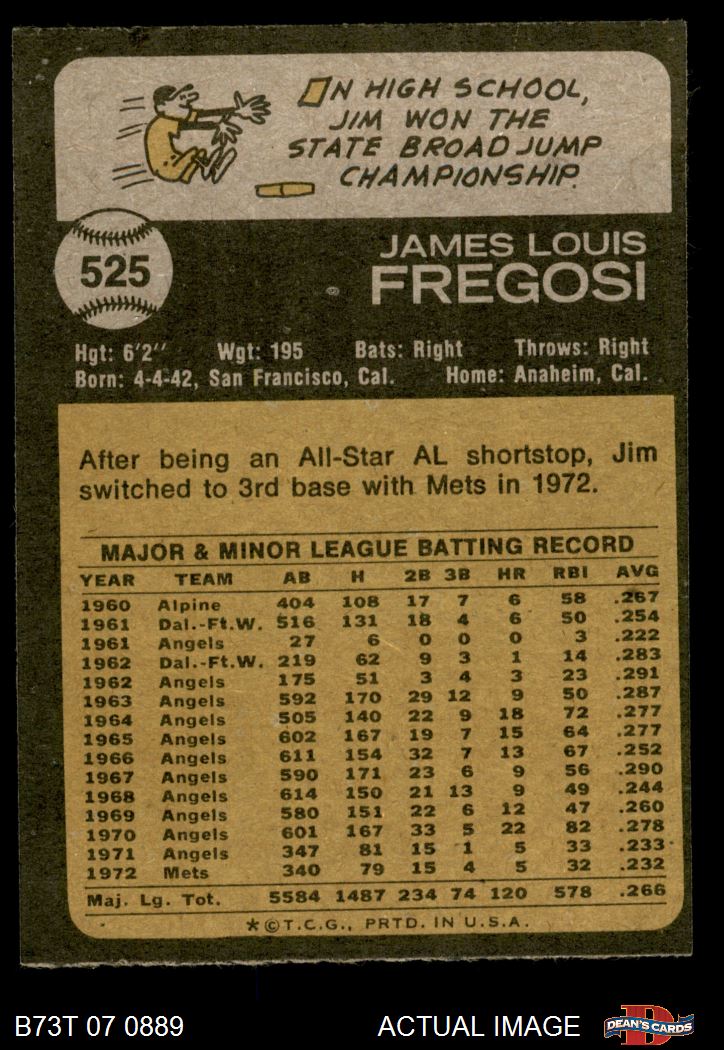 IN HIGH SCHOOL,
JIM WON THE
STATE BROAD JUMP
CHAMPIONSHIP.
525
JAMES LOUIS
FREGOSI
Hgt: 6'2" Wgt: 195 Bats: Right Throws: Right
Born: 4-4-42, San Francisco, Cal. Home: Anaheim, Cal.
After being an All-Star AL shortstop, Jim
switched to 3rd base with Mets in 1972.
MAJOR & MINOR LEAGUE BATTING RECORD
YEAR TEAM AB H 2B 3B HR RBI AVG
1960 Alpine 404 108 17 7 6 58 .267
1961 Dal.-Ft.W. 516 131 18 4 6 50 .254
1961 Angels 27 6 0 0 0 3 .222
1962 Dal.-Ft.W. 219 62 9 3 1 14 .283
1962 Angels 175 51 3 4 3 23 .291
1963 Angels 592 170 29 12 9 50 .287
1964 Angels 505 140 22 9 18 72 .277
1965 Angels 602 167 19 7 15 64 .277
1966 Angels 611 154 32 7 13 67 .252
1967 Angels 590 171 23 6 9 56 .290
1968 Angels 614 150 21 13 9 49 .244
1969 Angels 580 151 22 6 12 47 .260
1970 Angels 601 167 33 5 22 82 .278
1971 Angels 347 81 15 1 5 33 .233
1972 Mets 340 79 15 4 5 32 .232
Maj. Lg. Tot. 5584 1487 234 74 120 578 .266
*©T.C.G., PRTD. IN U.S.A.
B73T 07 0889 ACTUAL IMAGE
D
DEAN'S CARDS